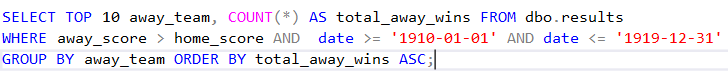 SELECT TOP 10 away_team, COUNT(*) AS total_away_wins FROM dbo.results
WHERE away_score > home_score AND  date >= '1910-01-01' AND date <= '1919-12-31'
GROUP BY away_team ORDER BY total_away_wins ASC;